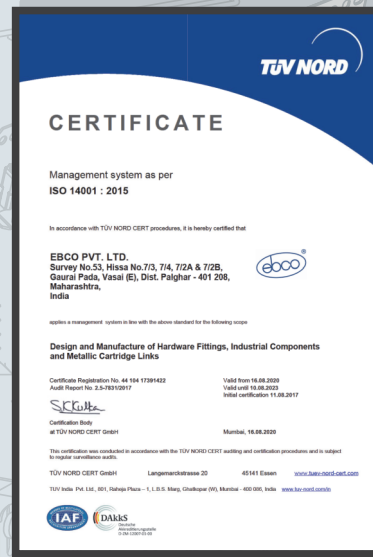 TÜV NORD
CERTIFICATE
Management system as per
ISO 14001 : 2015
In accordance with TÜV NORD CERT procedures, it is hereby certified that
EBCO PVT. LTD.
Survey No.53, Hissa No.7/3, 7/4, 7/2A & 7/2B,
Gaurai Pada, Vasai (E), Dist. Palghar - 401 208,
Maharashtra,
India
ebco ®
applies a management system in line with the above standard for the following scope
Design and Manufacture of Hardware Fittings, Industrial Components
and Metallic Cartridge Links
Certificate Registration No. 44 104 17391422
Audit Report No. 2.5-7831/2017
Valid from 16.08.2020
Valid until 15.08.2023
Initial certification 11.08.2017
Certification Body
at TÜV NORD CERT GmbH
Mumbai, 16.08.2020
This certification was conducted in accordance with the TÜV NORD CERT auditing and certification procedures and is subject
to regular surveillance audits.
TÜV NORD CERT GmbH Langemarckstrasse 20 45141 Essen www.tuev-nord-cert.com
TUV India Pvt. Ltd., 801, Raheja Plaza – 1, L.B.S. Marg, Ghatkopar (W), Mumbai - 400 086, India www.tuv-nord.com/in
IAF
DAkkS
Deutsche
Akkreditierungsstelle